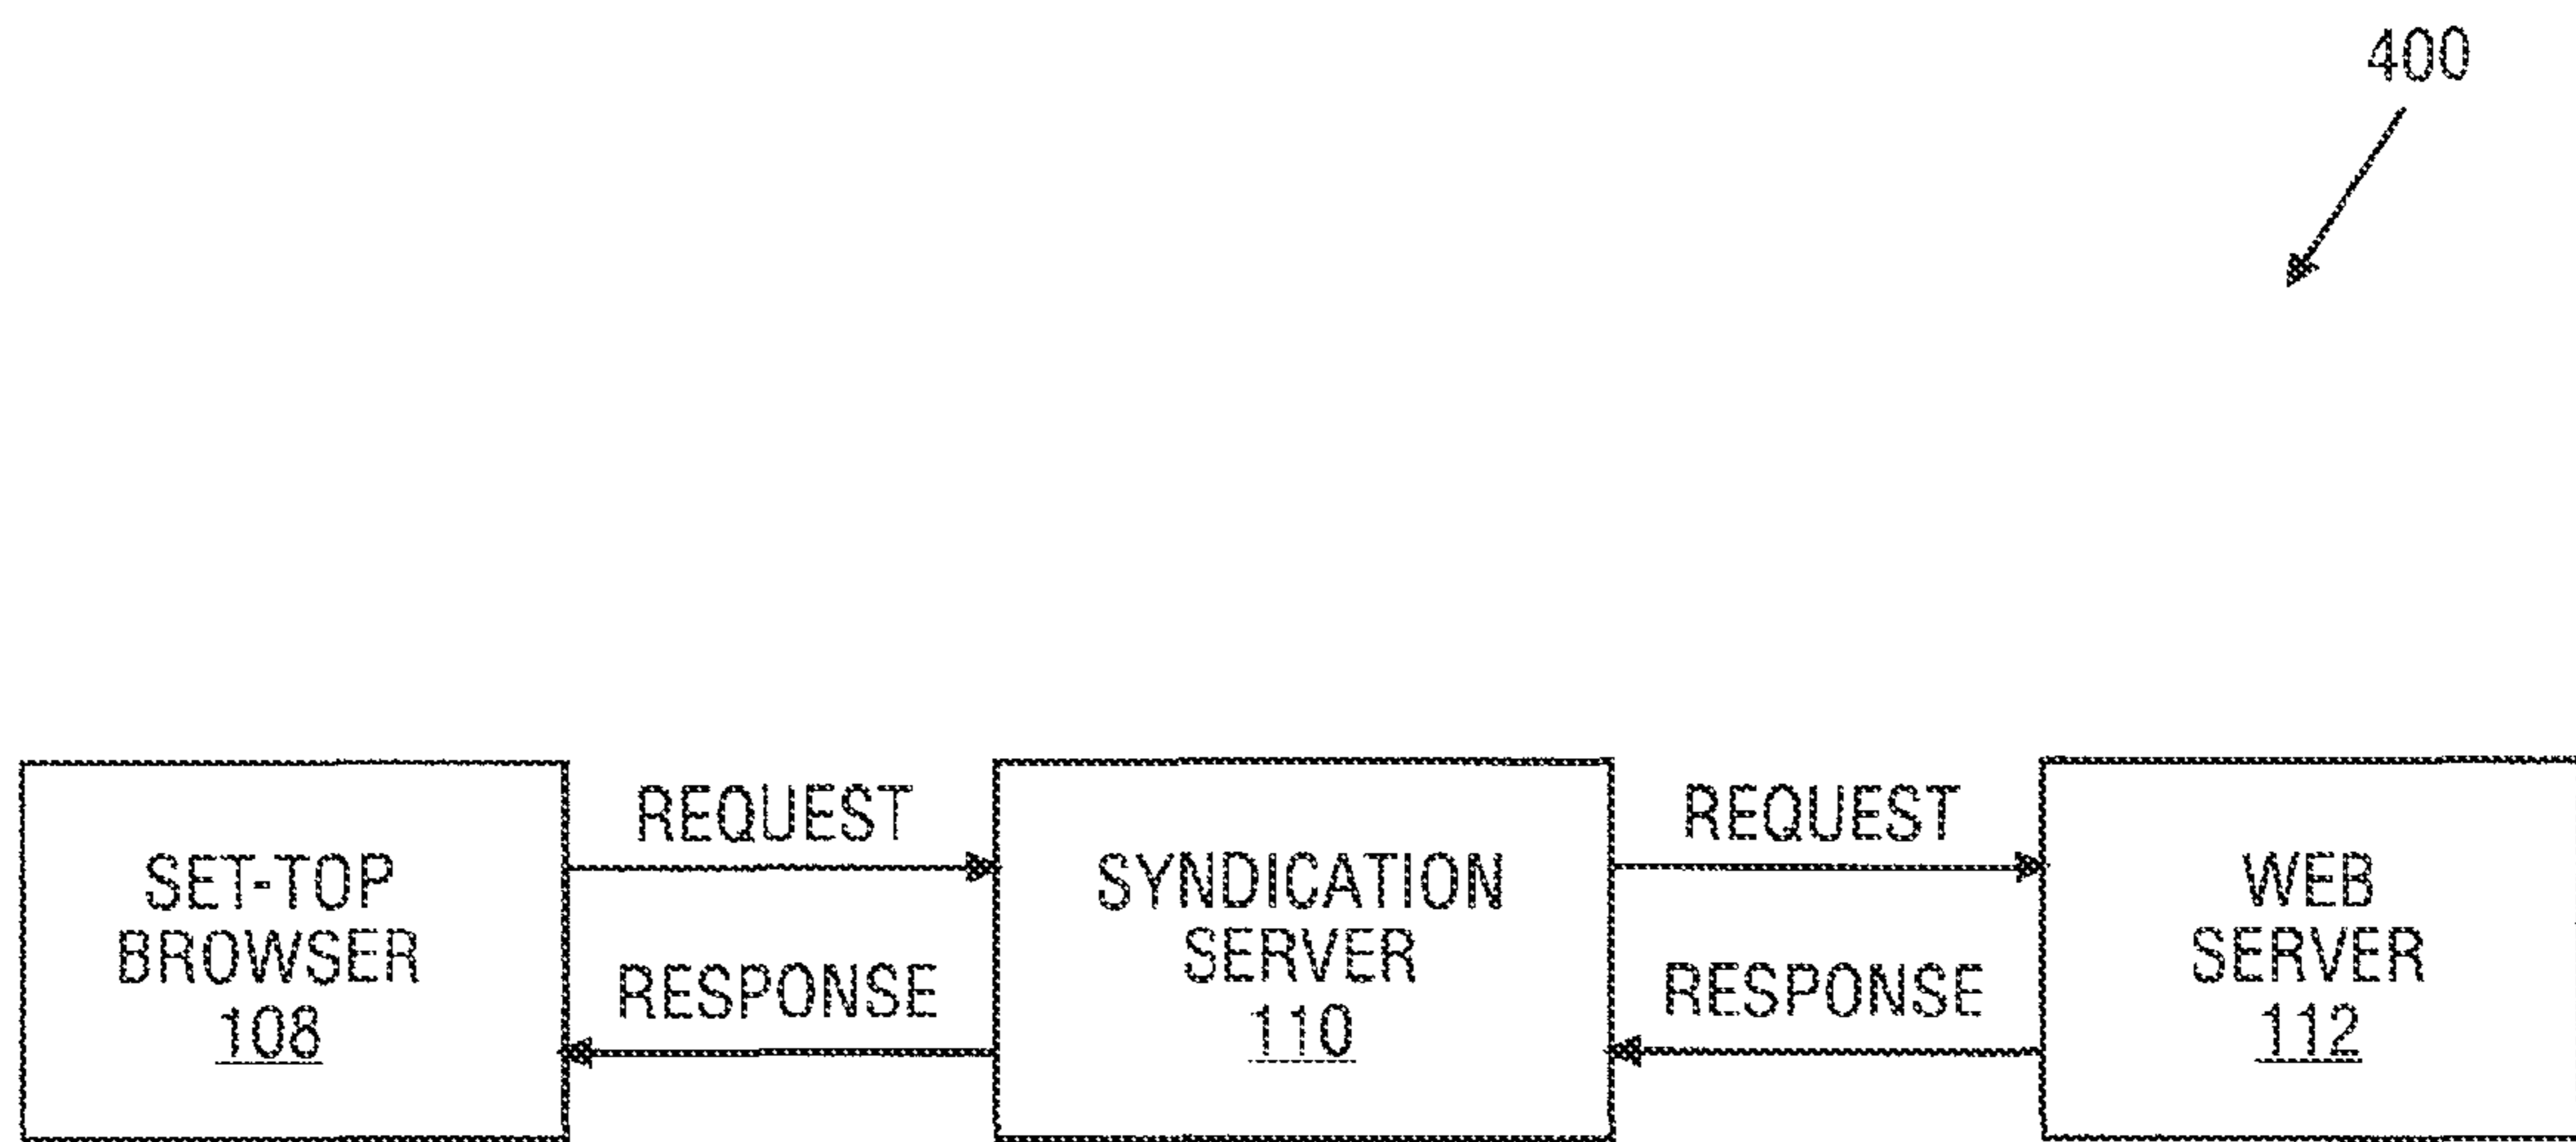 400
SET-TOP
BROWSER
108
REQUEST
RESPONSE
SYNDICATION
SERVER
110
REQUEST
RESPONSE
WEB
SERVER
112